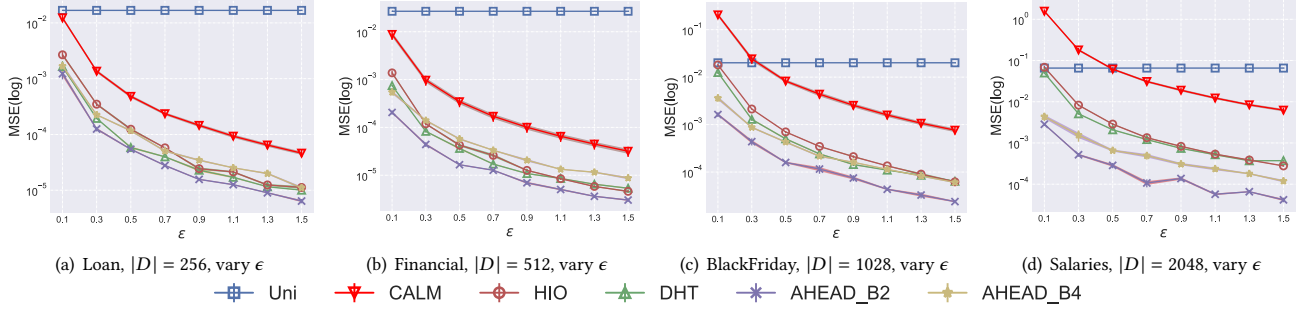 MSE(log)
10⁻²
10⁻³
10⁻⁴
10⁻⁵
0.1 0.3 0.5 0.7 0.9 1.1 1.3 1.5
ε
(a) Loan, |D| = 256, vary ϵ
MSE(log)
10⁻²
10⁻³
10⁻⁴
10⁻⁵
0.1 0.3 0.5 0.7 0.9 1.1 1.3 1.5
ε
(b) Financial, |D| = 512, vary ϵ
MSE(log)
10⁻¹
10⁻²
10⁻³
10⁻⁴
0.1 0.3 0.5 0.7 0.9 1.1 1.3 1.5
ε
(c) BlackFriday, |D| = 1028, vary ϵ
MSE(log)
10⁰
10⁻¹
10⁻²
10⁻³
10⁻⁴
0.1 0.3 0.5 0.7 0.9 1.1 1.3 1.5
ε
(d) Salaries, |D| = 2048, vary ϵ
Uni CALM HIO DHT AHEAD_B2 AHEAD_B4